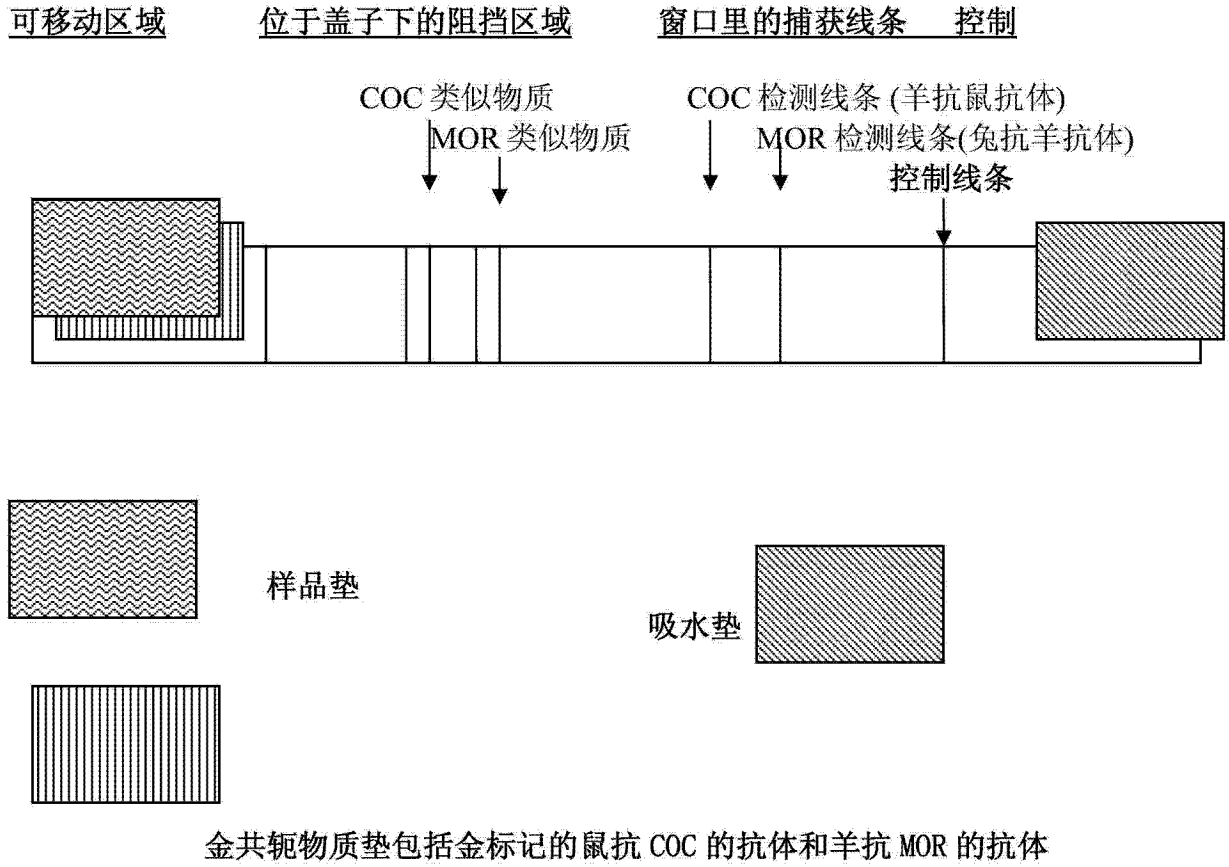 可移动区域 位于盖子下的阻挡区域 窗口里的捕获线条 控制
COC 类似物质 COC 检测线条 (羊抗鼠抗体)
MOR 类似物质 MOR 检测线条(兔抗羊抗体)
控制线条
样品垫
吸水垫
金共轭物质垫包括金标记的鼠抗 COC 的抗体和羊抗 MOR 的抗体